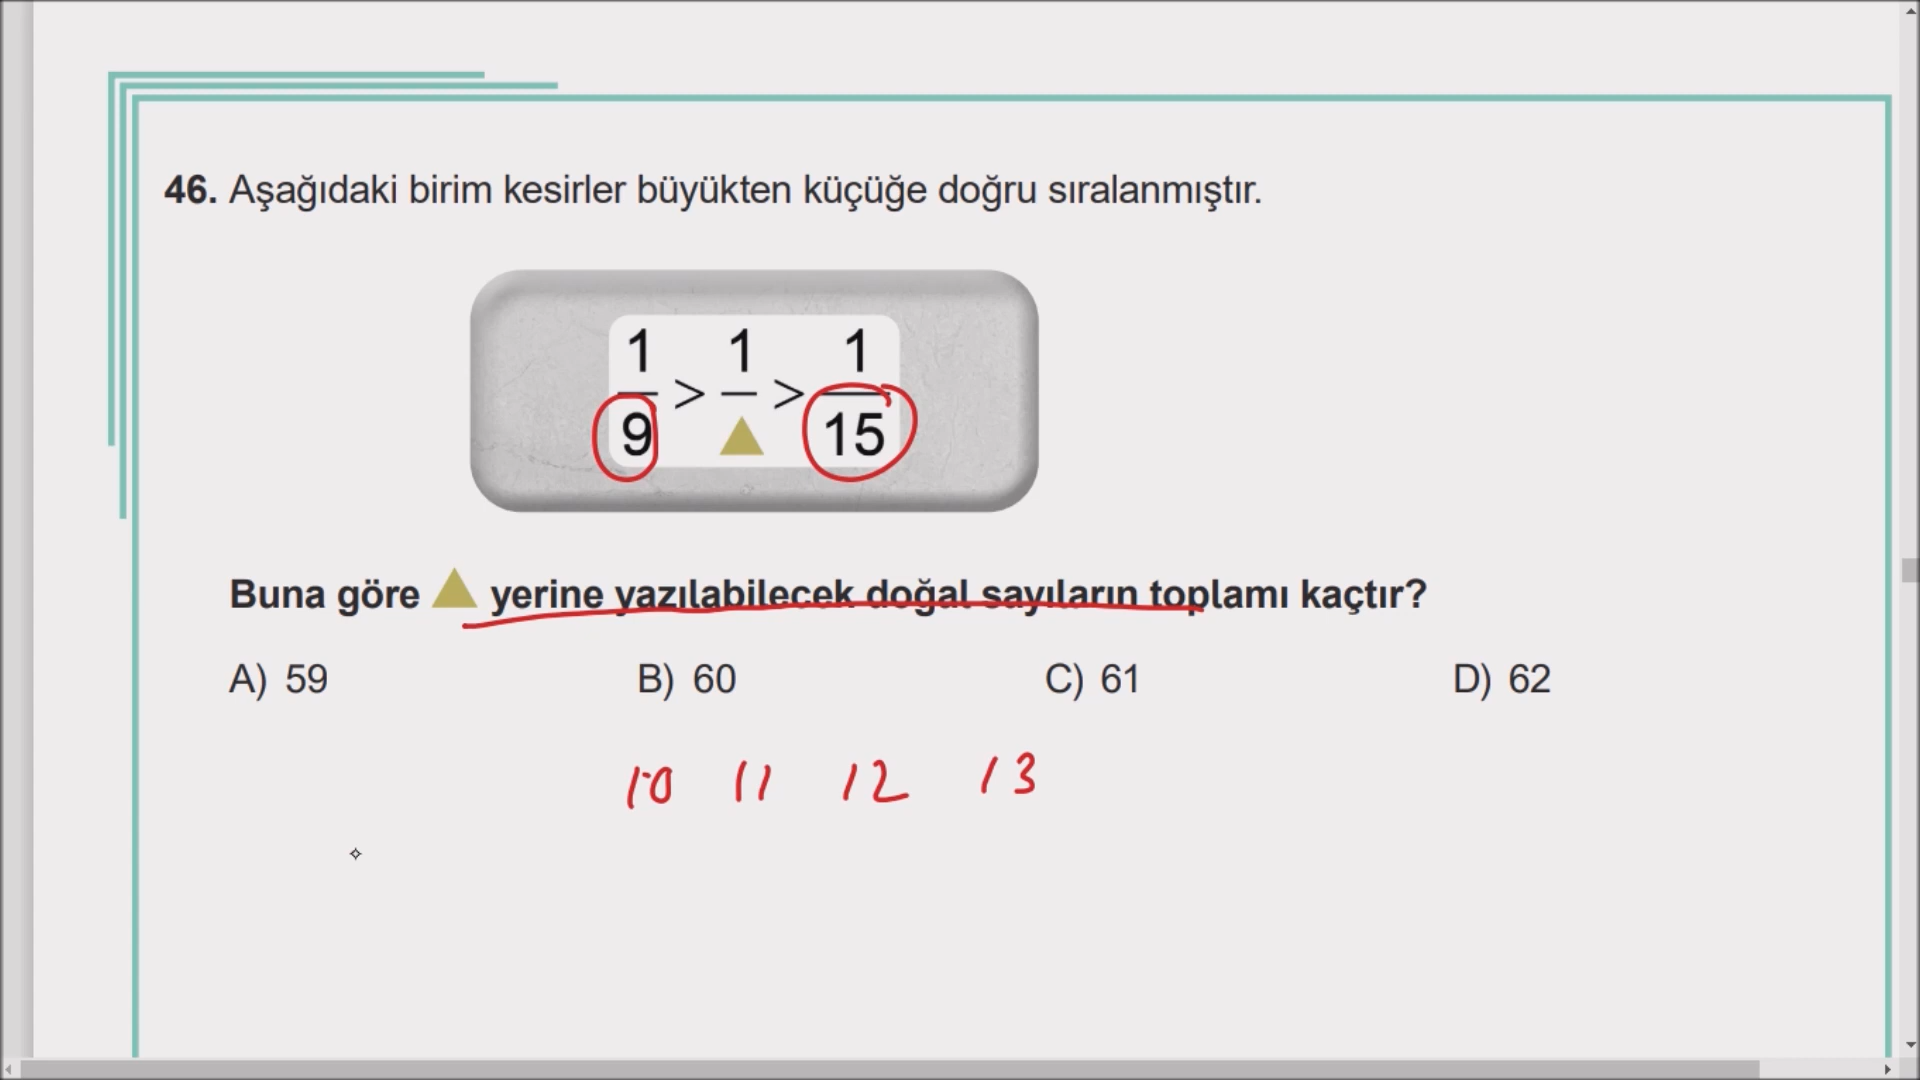 46. Aşağıdaki birim kesirler büyükten küçüğe doğru sıralanmıştır.
1/9 > 1/▲ > 1/15
Buna göre ▲ yerine yazılabilecek doğal sayıların toplamı kaçtır?
A) 59 B) 60 C) 61 D) 62
10 11 12 13